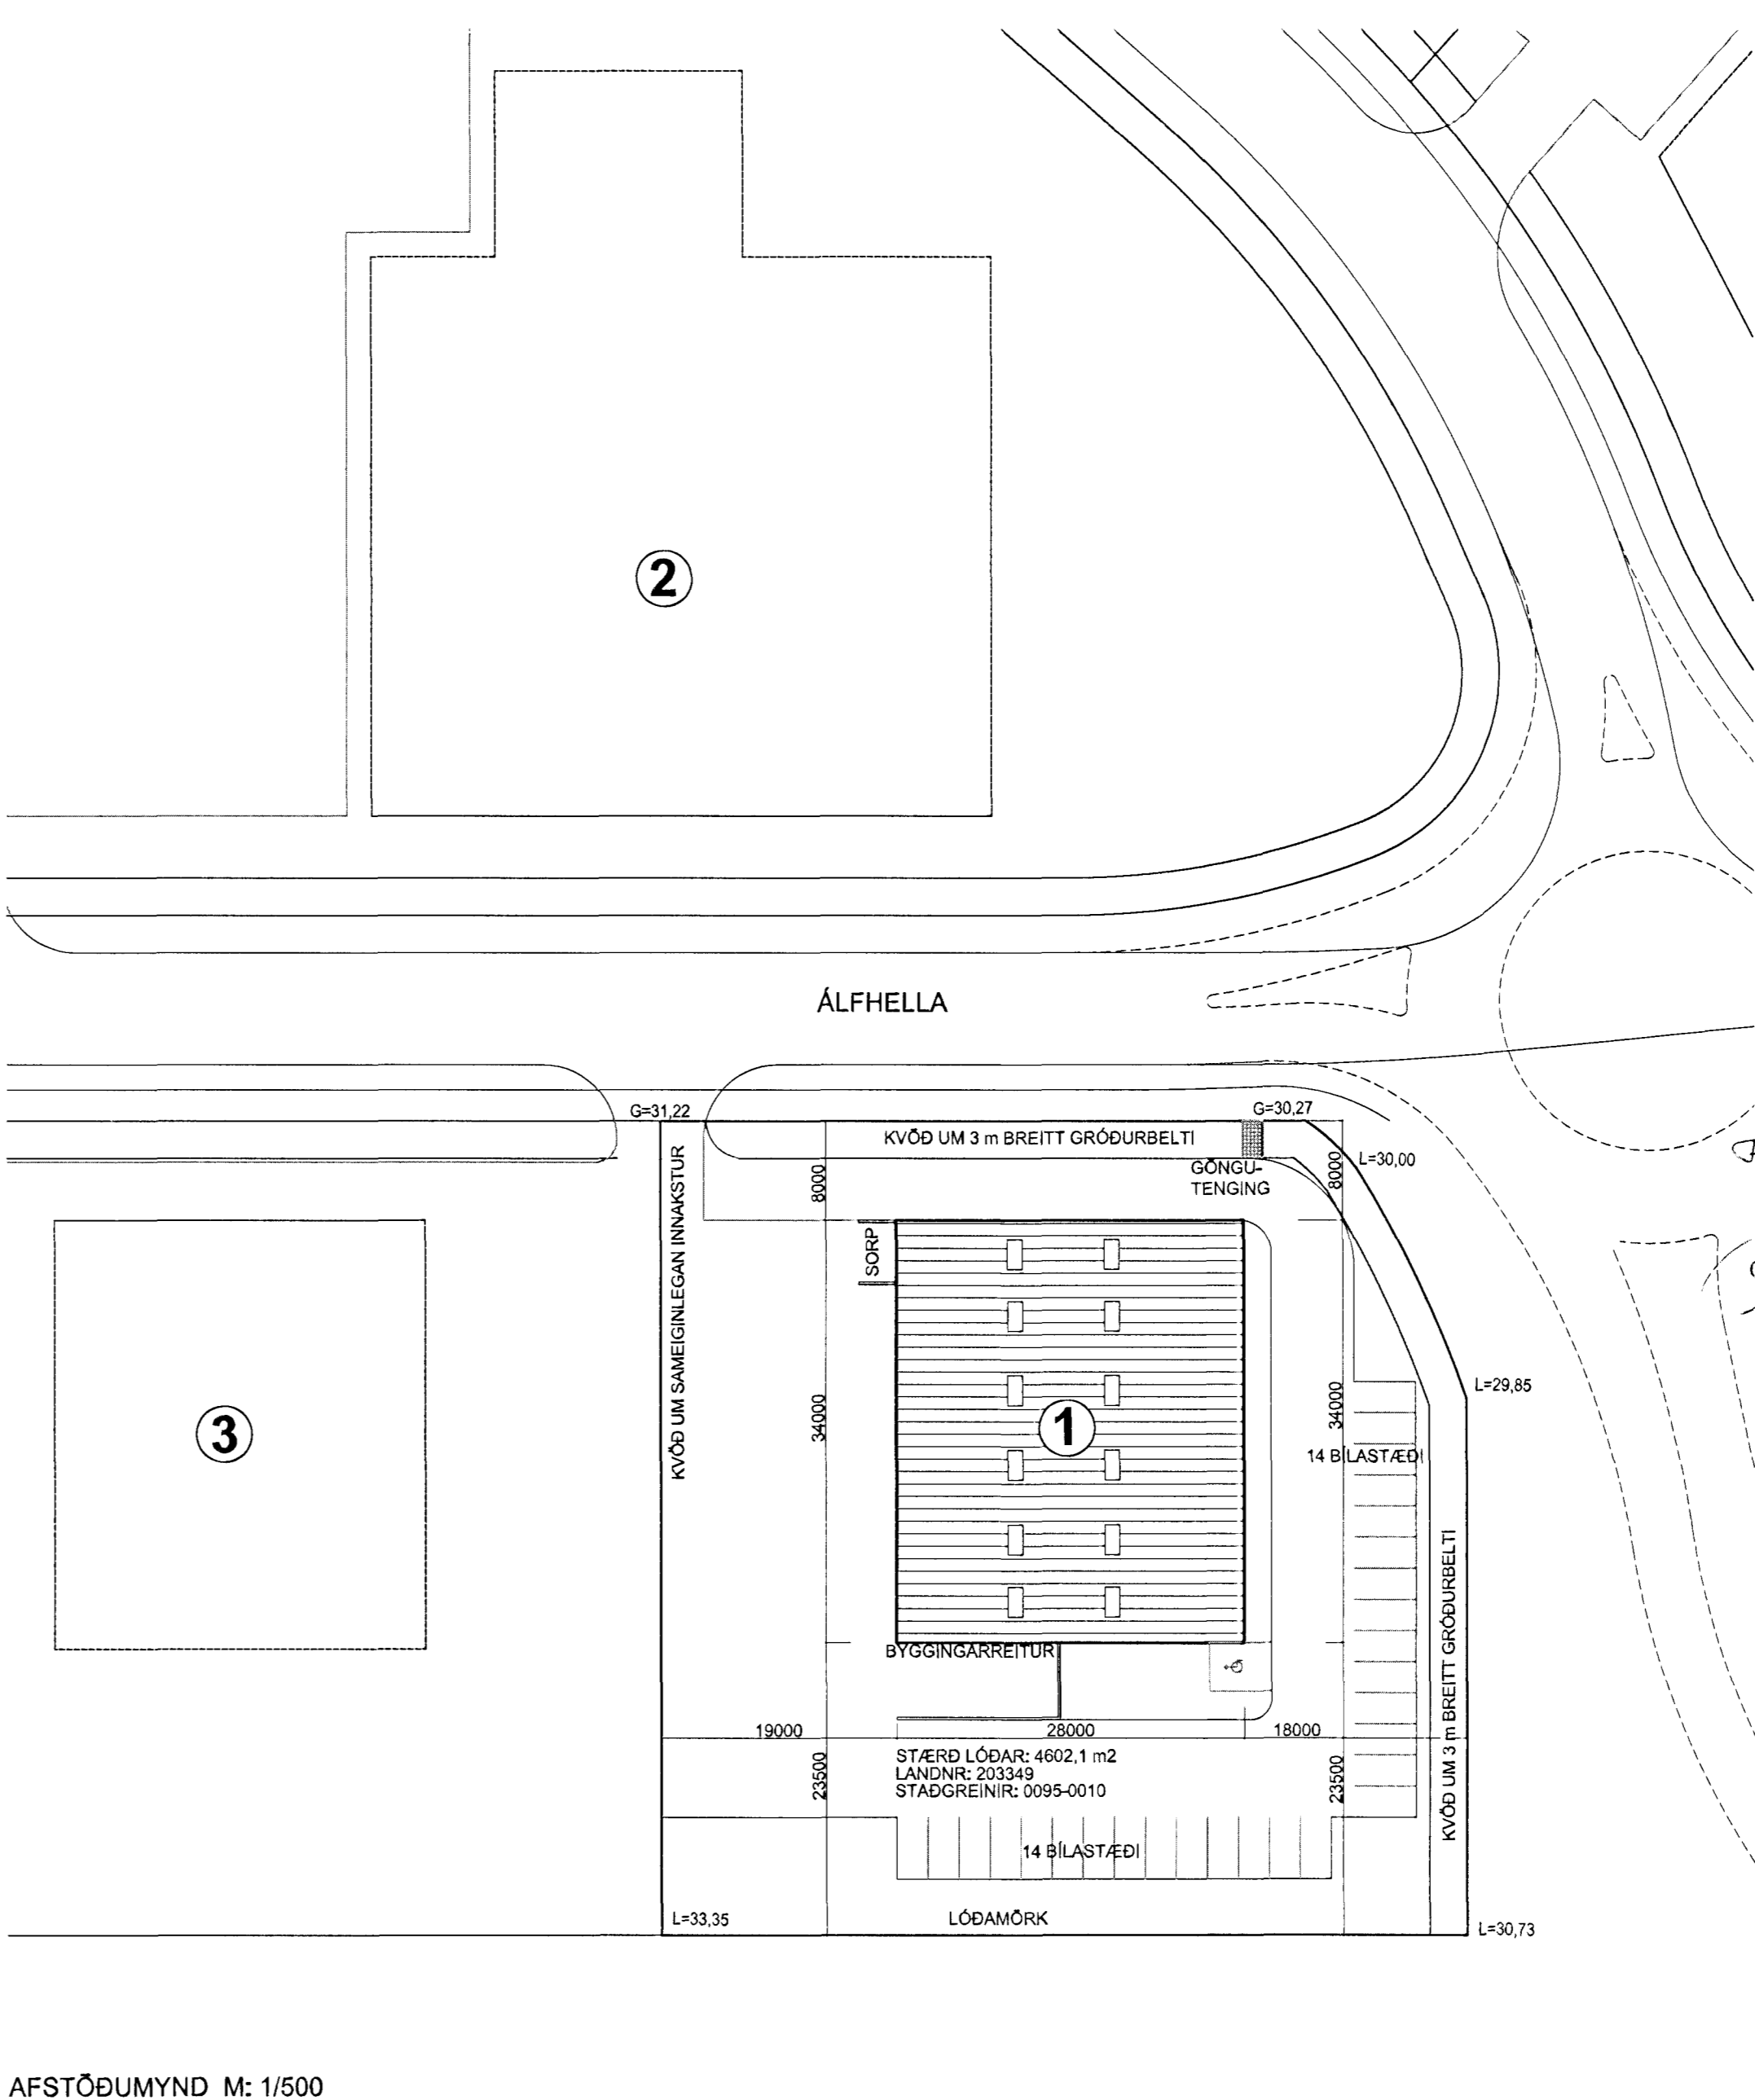 2
ÁLFHELLA
G=31,22
G=30,27
KVÖÐ UM 3 m BREITT GRÓÐURBELTI
L=30,00
GÖNGU-
TENGING
8000
8000
KVÖÐ UM SAMEIGINLEGAN INNAKSTUR
SORP
L=29,85
34000
34000
3
1
14 BÍLASTÆÐI
KVÖÐ UM 3 m BREITT GRÓÐURBELTI
BYGGINGARREITUR
19000
28000
18000
23500
23500
STÆRÐ LÓÐAR: 4602,1 m2
LANDNR: 203349
STAÐGREINIR: 0095-0010
14 BÍLASTÆÐI
L=33,35
LÓÐAMÖRK
L=30,73
AFSTÖÐUMYND M: 1/500